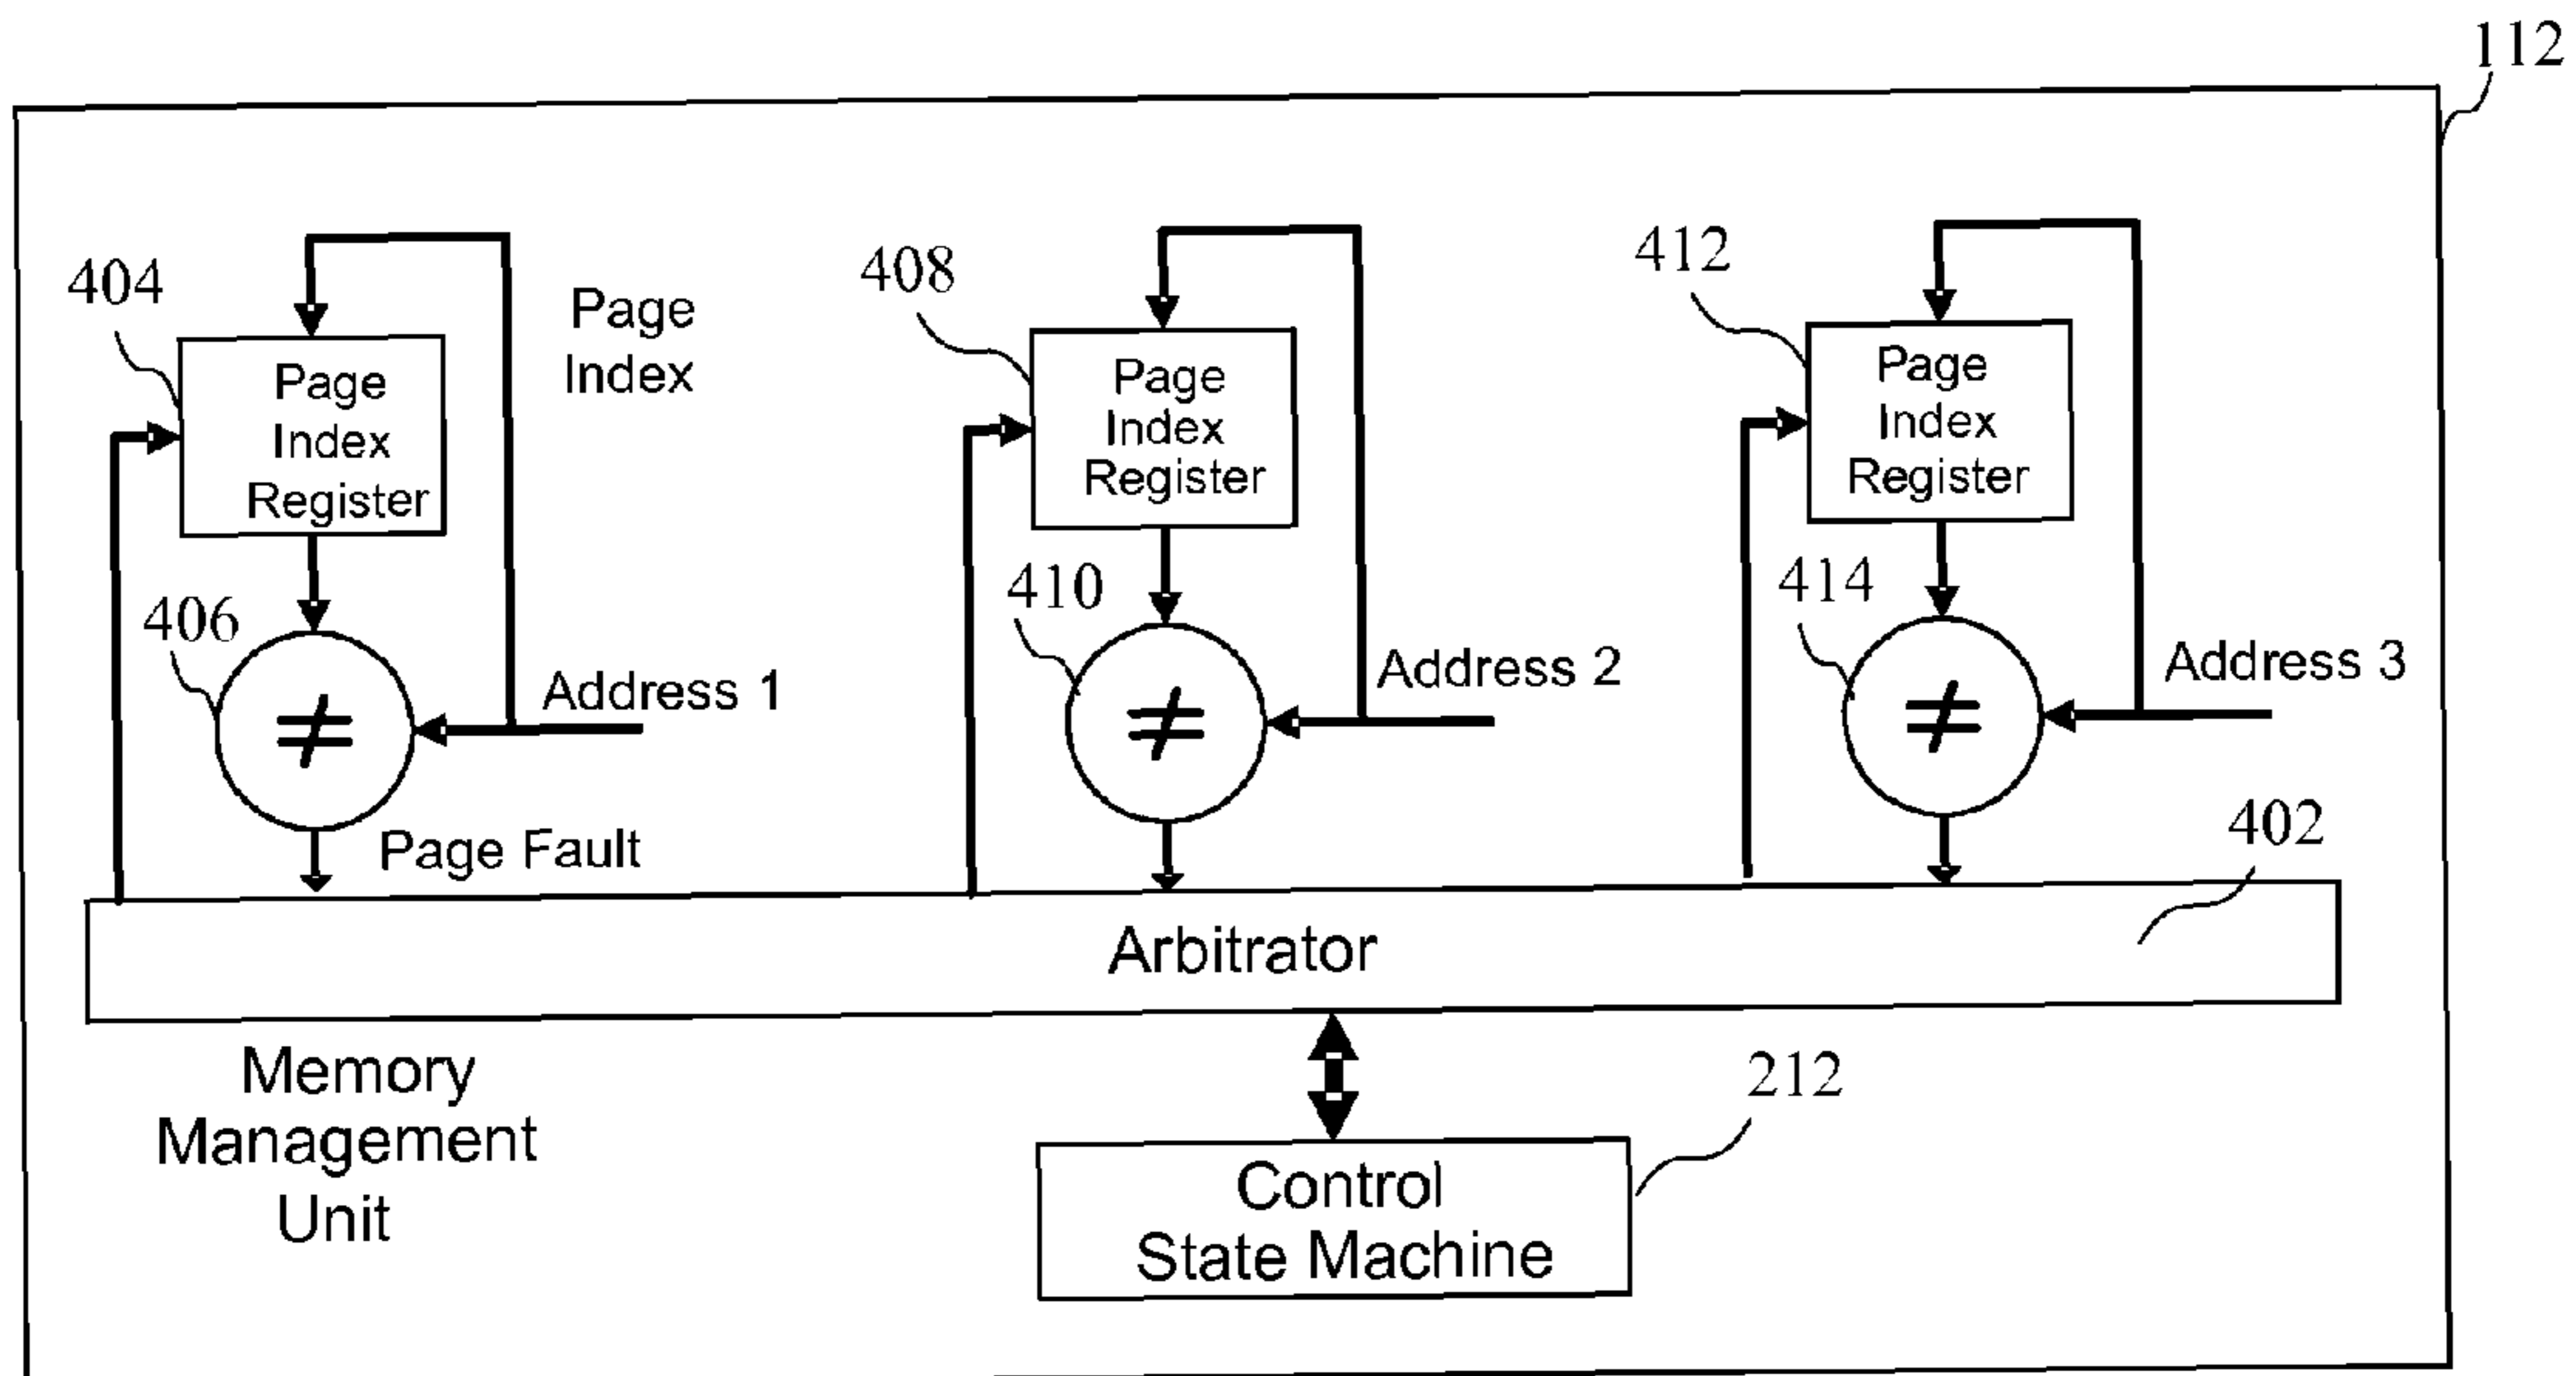 112
404
Page
Index
408
412
Page
Index
Register
Page
Index
Register
Page
Index
Register
406
Address 1
410
Address 2
414
Address 3
≠
≠
≠
Page Fault
402
Arbitrator
Memory
Management
Unit
212
Control
State Machine